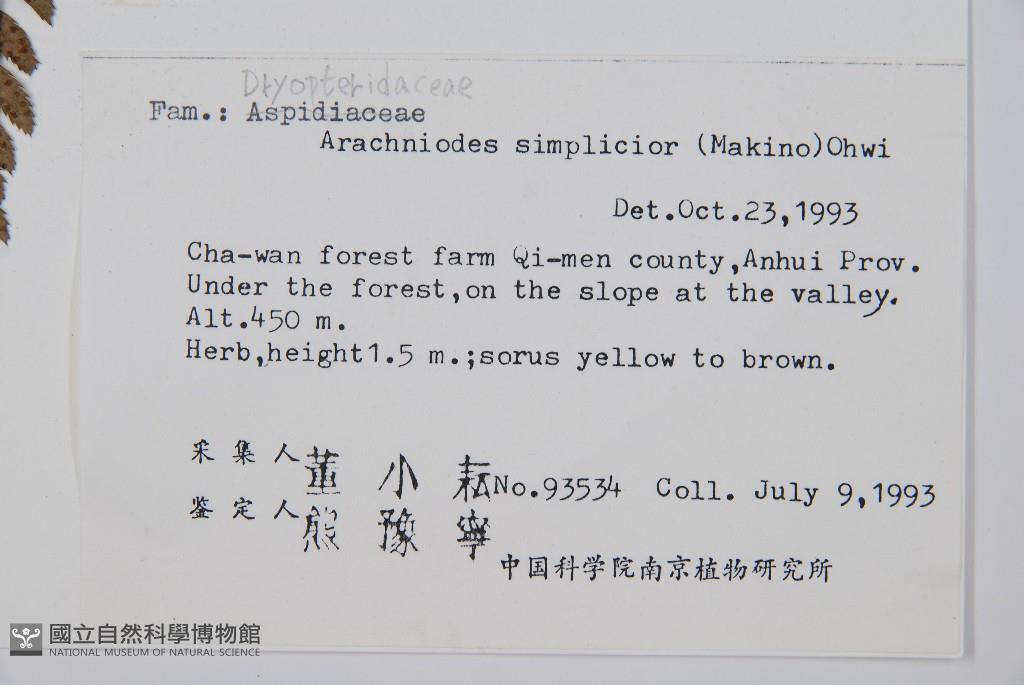 Dryopteridaceae
Fam.: Aspidiaceae
Arachniodes simplicior (Makino)Ohwi
Det.Oct.23,1993
Cha-wan forest farm Qi-men county,Anhui Prov.
Under the forest,on the slope at the valley.
Alt.450 m.
Herb,height1.5 m.;sorus yellow to brown.
采集人 董小耘 No.93534 Coll. July 9,1993
鉴定人 熊豫寧
中国科学院南京植物研究所
國立自然科學博物館
NATIONAL MUSEUM OF NATURAL SCIENCE